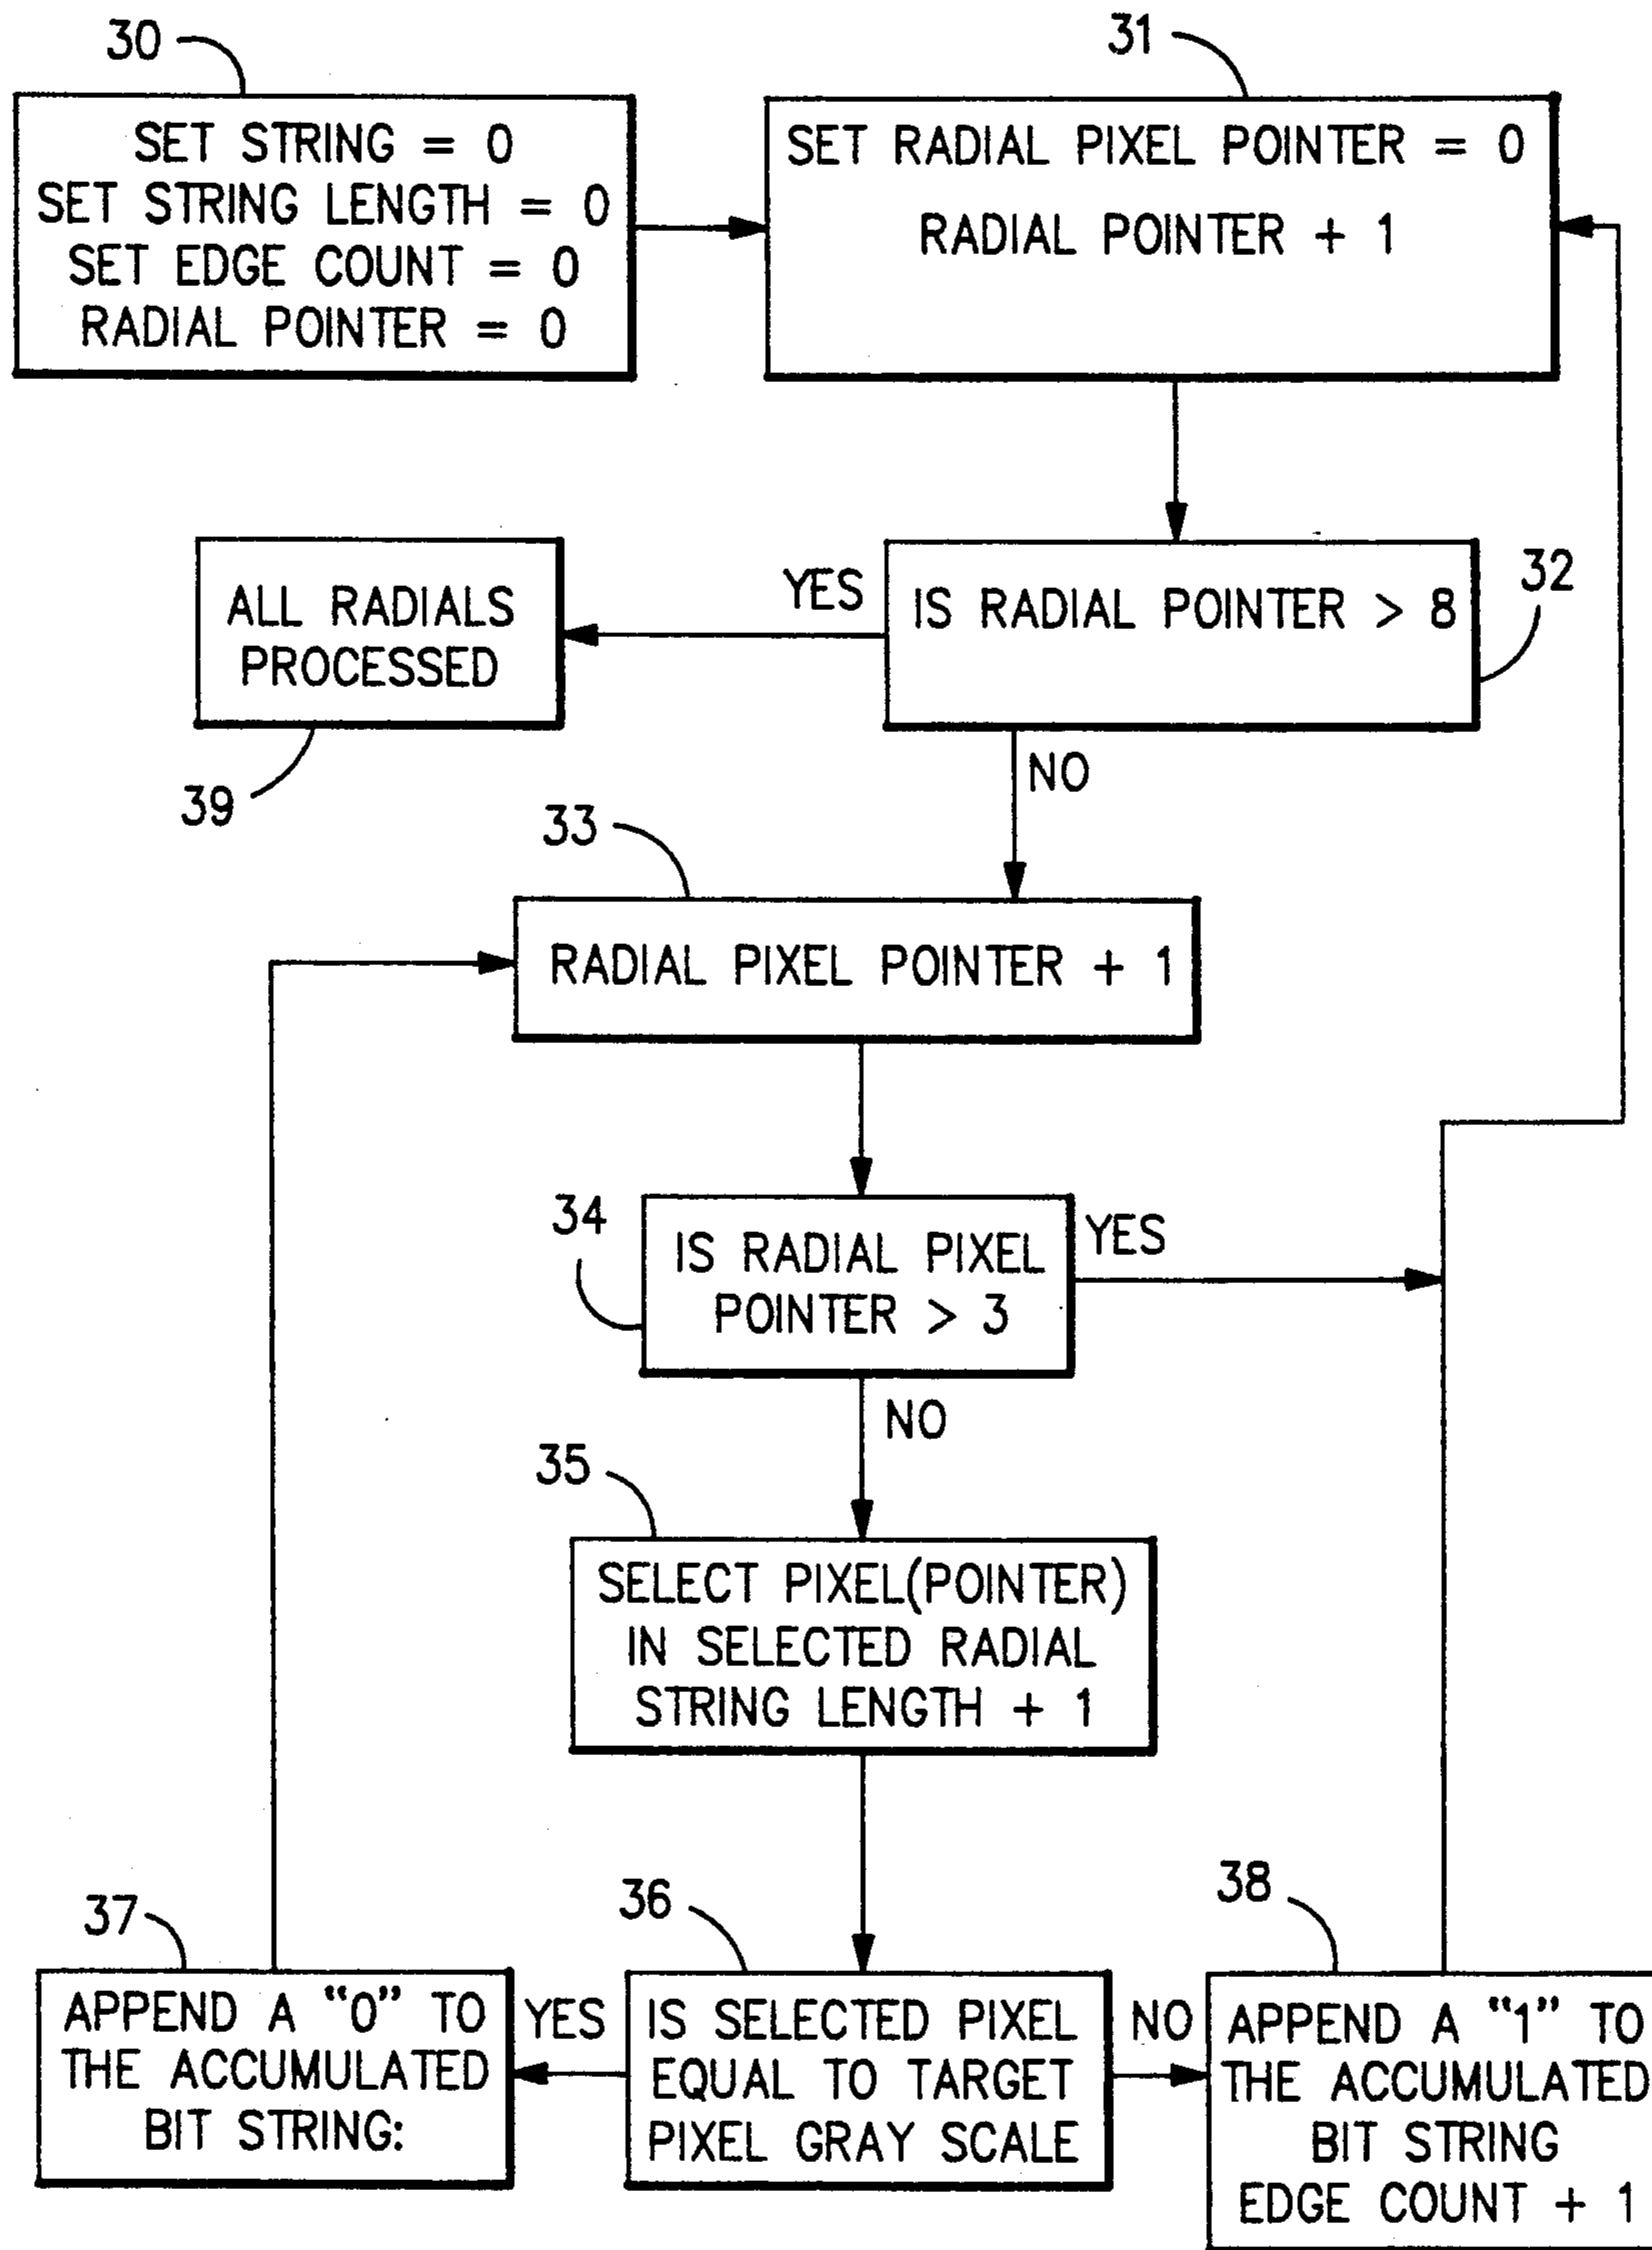 30
SET STRING = 0
SET STRING LENGTH = 0
SET EDGE COUNT = 0
RADIAL POINTER = 0
31
SET RADIAL PIXEL POINTER = 0
RADIAL POINTER + 1
32
IS RADIAL POINTER > 8
YES
ALL RADIALS
PROCESSED
39
NO
33
RADIAL PIXEL POINTER + 1
34
IS RADIAL PIXEL
POINTER > 3
YES
NO
35
SELECT PIXEL(POINTER)
IN SELECTED RADIAL
STRING LENGTH + 1
36
IS SELECTED PIXEL
EQUAL TO TARGET
PIXEL GRAY SCALE
YES
37
APPEND A “0” TO
THE ACCUMULATED
BIT STRING:
NO
38
APPEND A “1” TO
THE ACCUMULATED
BIT STRING
EDGE COUNT + 1